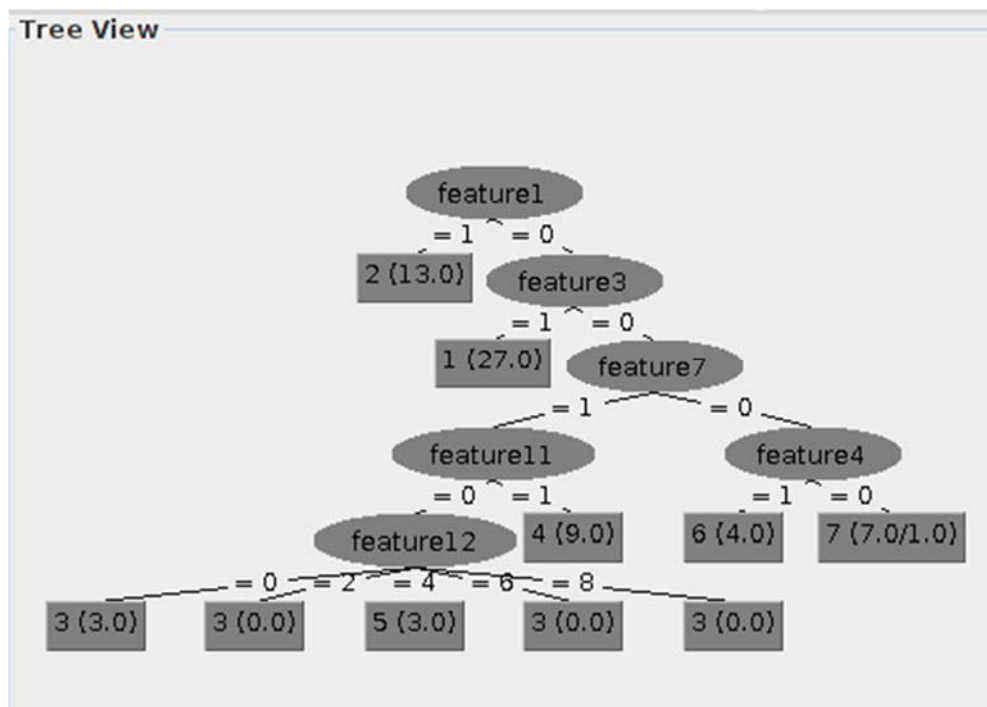 Tree View
feature1
= 1 = 0
2 (13.0) feature3
= 1 = 0
1 (27.0) feature7
= 1 = 0
feature11 feature4
= 0 = 1 = 1 = 0
feature12 4 (9.0) 6 (4.0) 7 (7.0/1.0)
= 0 = 2 = 4 = 6 = 8
3 (3.0) 3 (0.0) 5 (3.0) 3 (0.0) 3 (0.0)